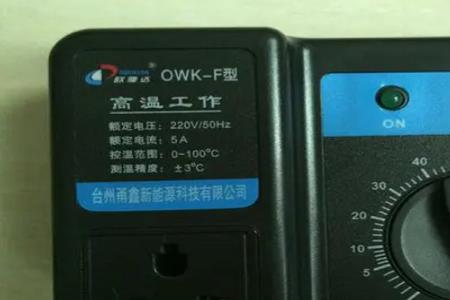 欧隆达 OWK-F型
高温工作
额定电压: 220V/50Hz
额定电流: 5A
控温范围: 0~100℃
测温精度: ±3℃
台州甬鑫新能源科技有限公司
ON
40
30
20
10
5